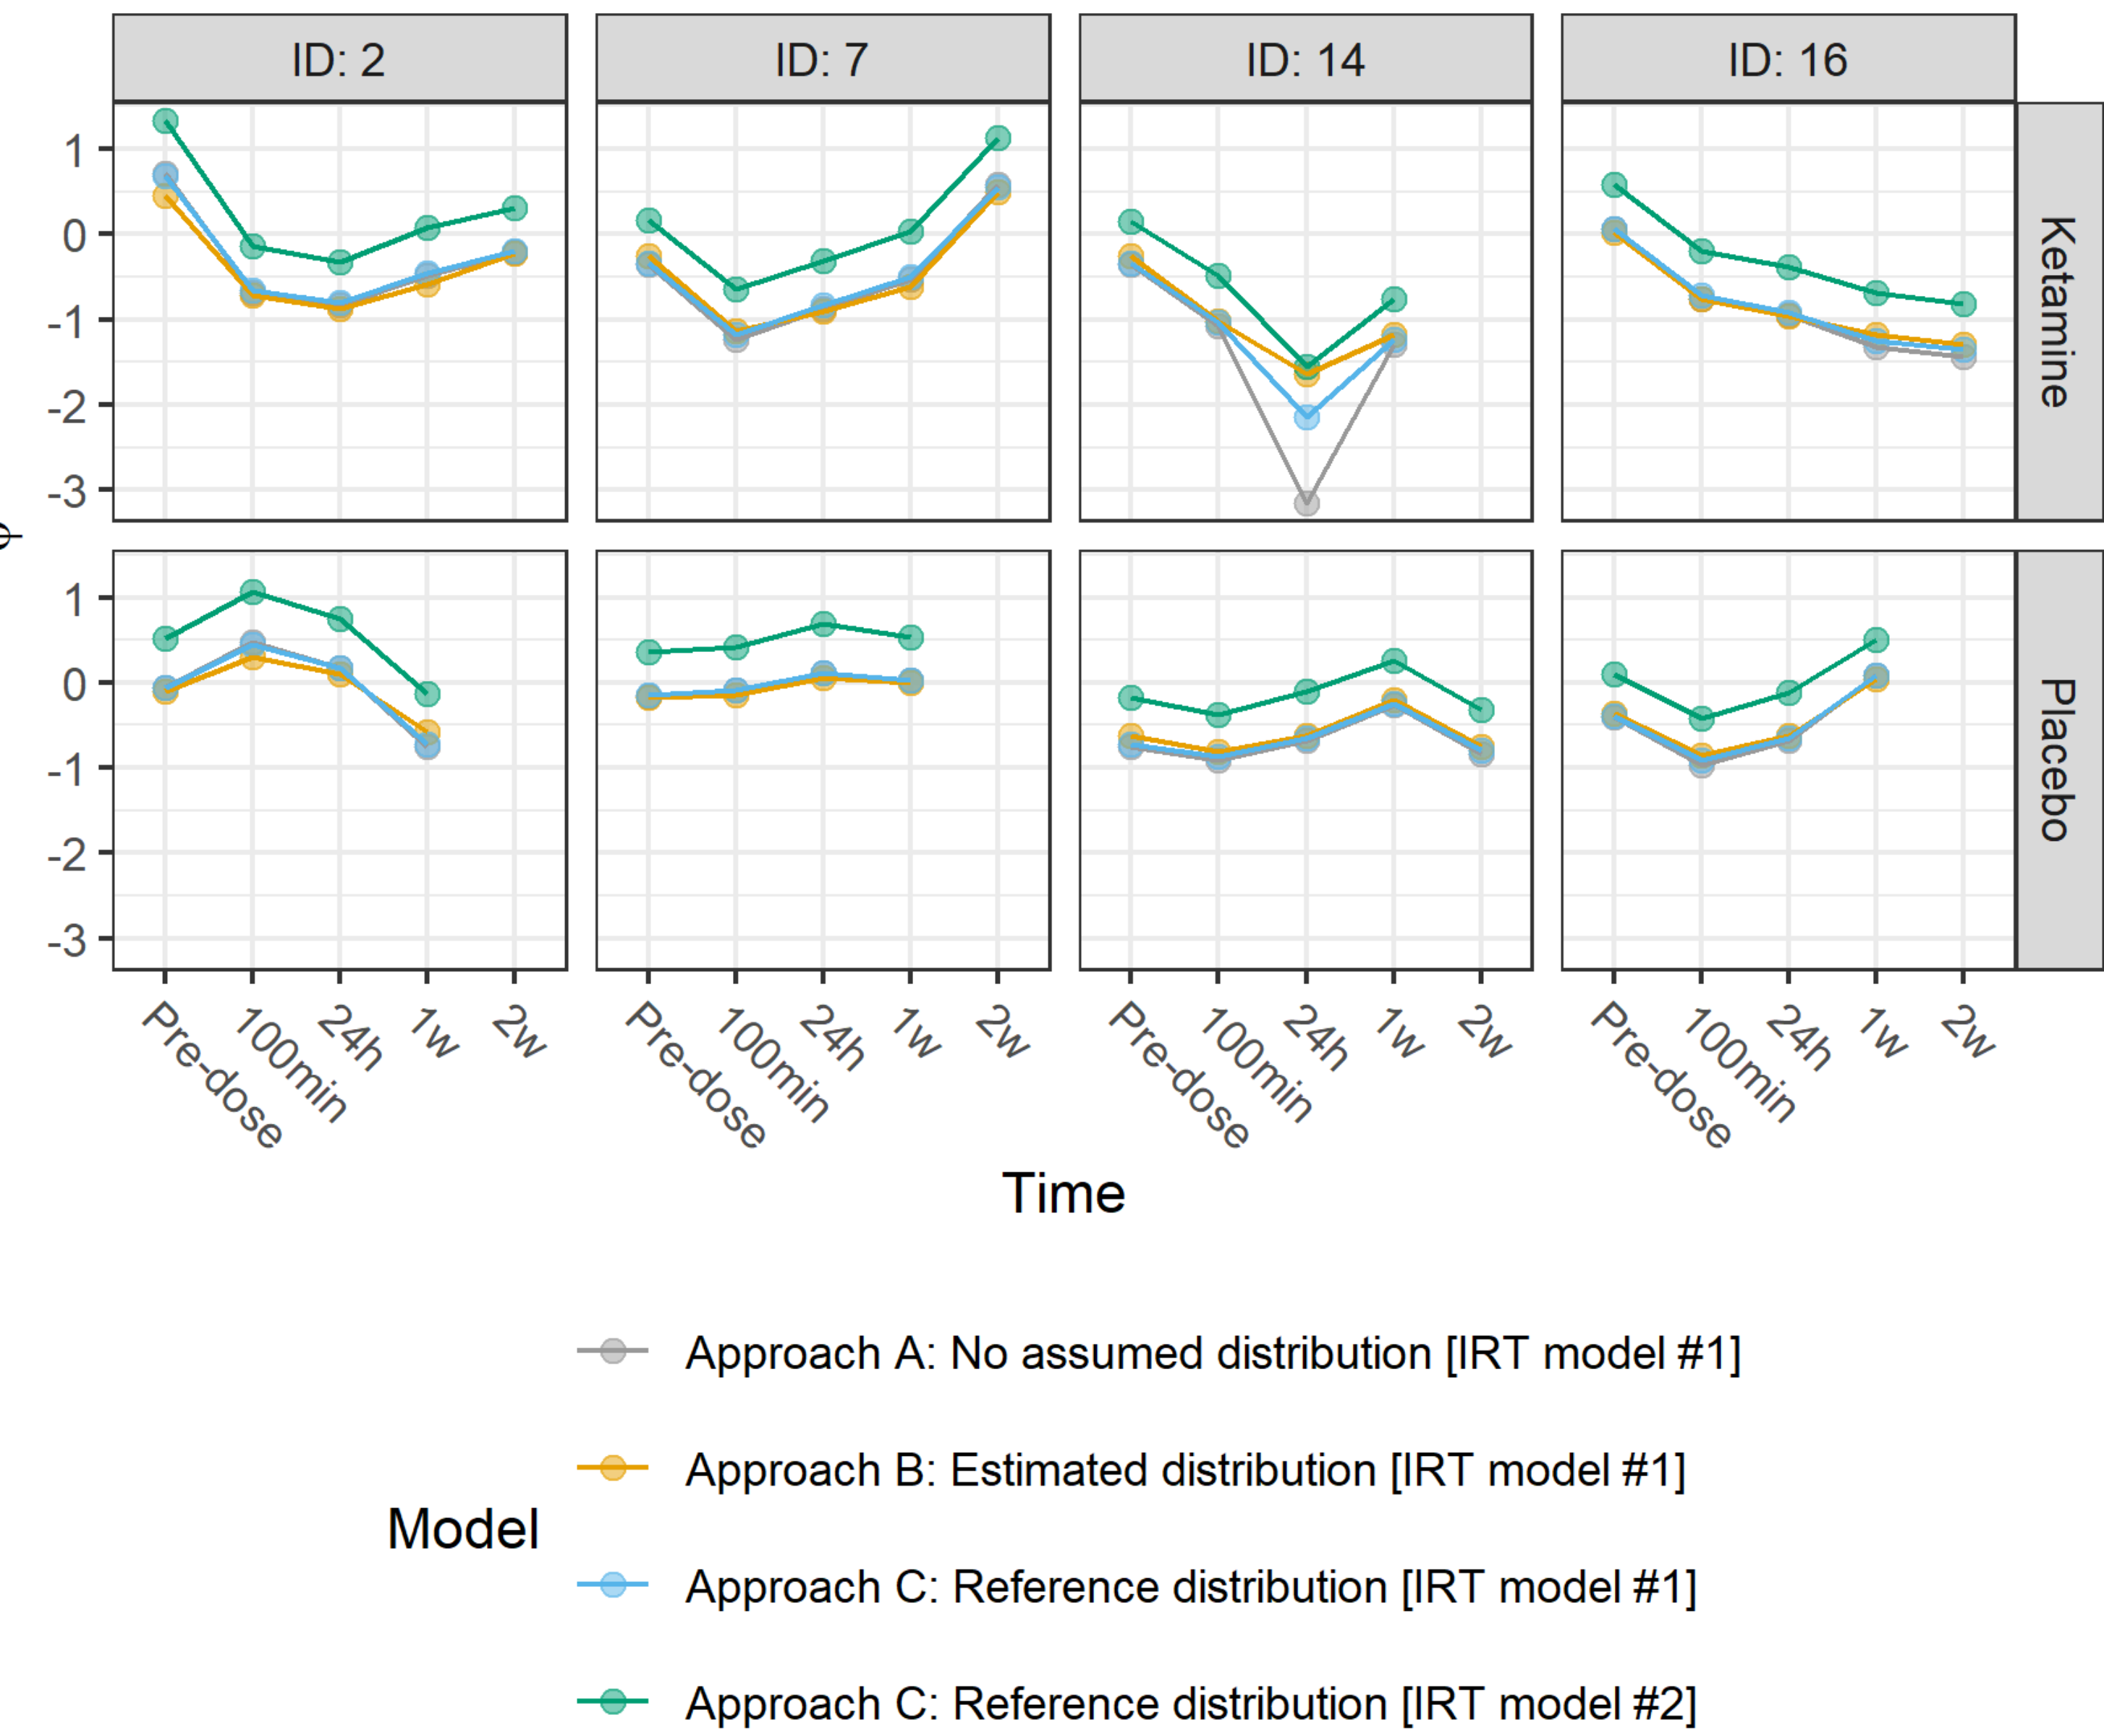 ID: 2
ID: 7
ID: 14
ID: 16
1
0
-1
-2
-3
Ketamine
1
0
-1
-2
-3
Placebo
Pre-dose 100min 24h 1w 2w
Pre-dose 100min 24h 1w 2w
Pre-dose 100min 24h 1w 2w
Pre-dose 100min 24h 1w 2w
Time
Model
Approach A: No assumed distribution [IRT model #1]
Approach B: Estimated distribution [IRT model #1]
Approach C: Reference distribution [IRT model #1]
Approach C: Reference distribution [IRT model #2]